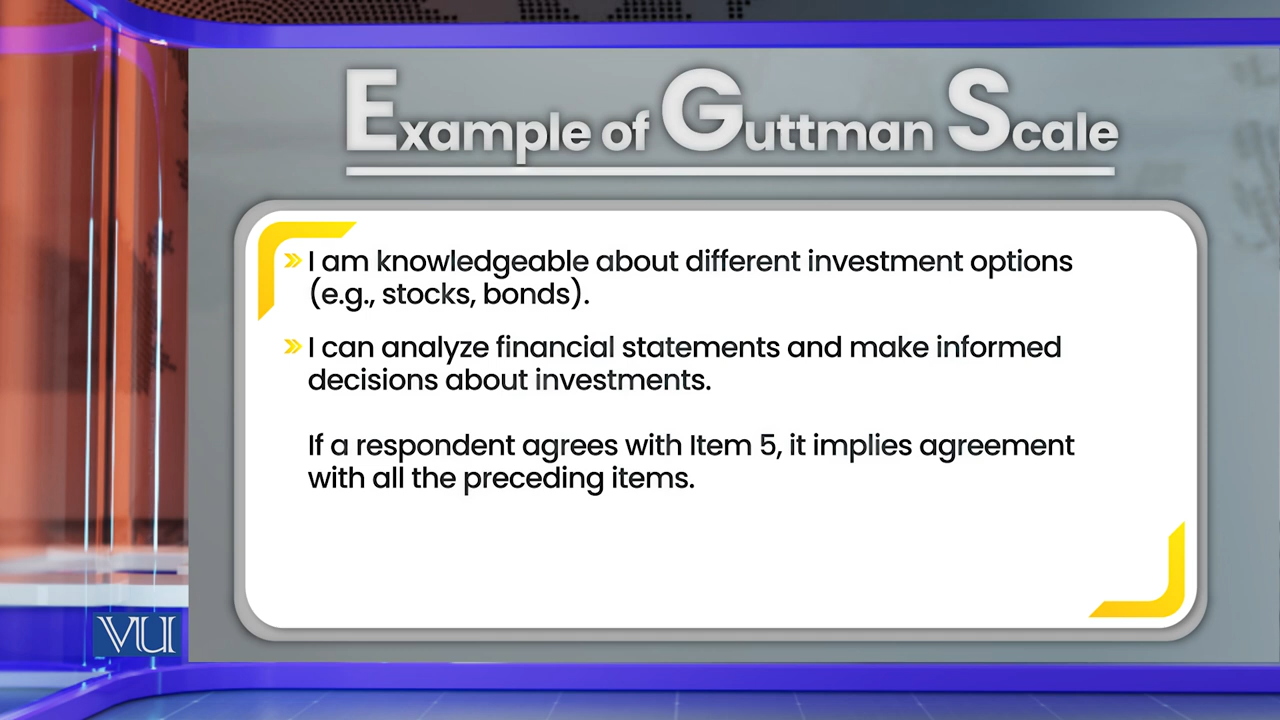 Example of Guttman Scale
» I am knowledgeable about different investment options
(e.g., stocks, bonds).
» I can analyze financial statements and make informed
decisions about investments.
If a respondent agrees with Item 5, it implies agreement
with all the preceding items.
VU